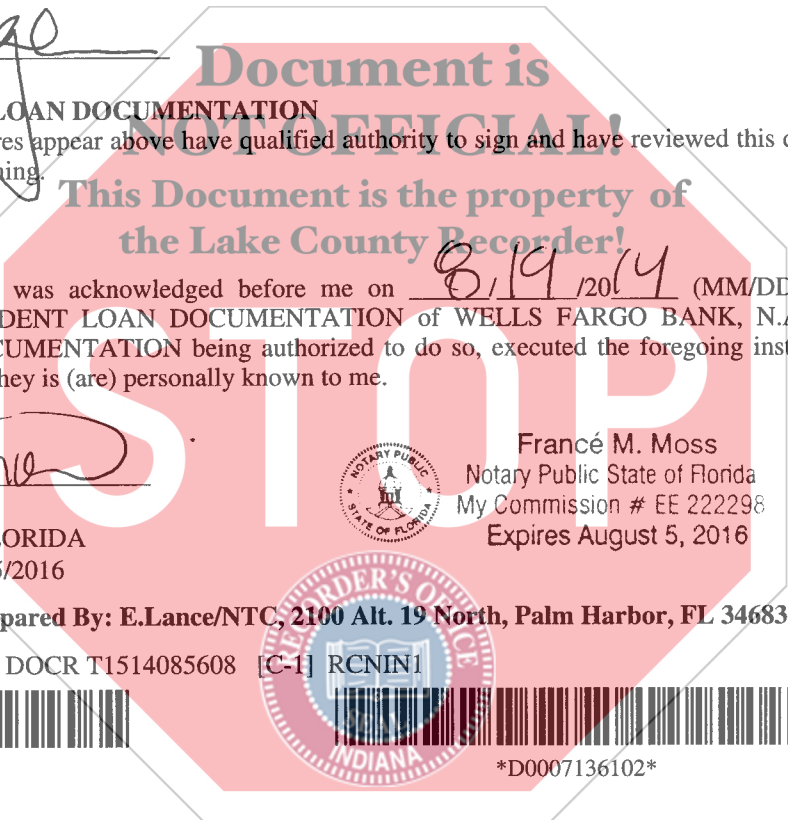 Document is
LOAN DOCUMENTATION
NOT OFFICIAL!
res appear above have qualified authority to sign and have reviewed this
ning.
This Document is the property of
the Lake County Recorder!
was acknowledged before me on 8/19/2014 (MM/DD
DENT LOAN DOCUMENTATION of WELLS FARGO BANK, N.A
CUMENTATION being authorized to do so, executed the foregoing inst
hey is (are) personally known to me.
STOP
NOTARY PUBLIC
STATE OF FLORIDA
Francé M. Moss
Notary Public State of Florida
My Commission # EE 222298
Expires August 5, 2016
LORIDA
5/2016
pared By: E.Lance/NTC, 2100 Alt. 19 North, Palm Harbor, FL 34683
DOCR T1514085608 [C-1] RCNIN1
RECORDER'S OFFICE
SEAL
INDIANA
*D0007136102*